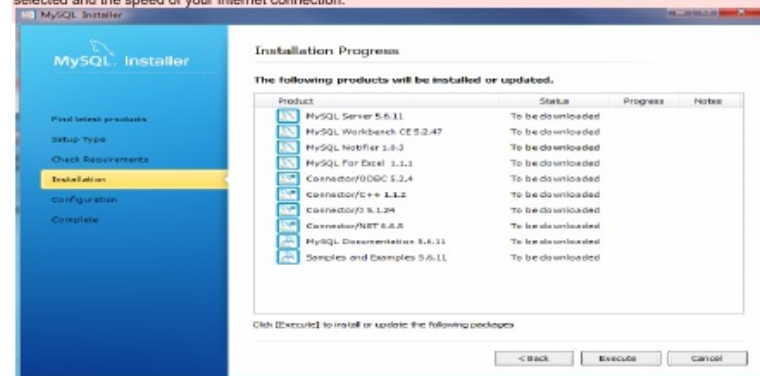 selected and the speed of your internet connection.
MySQL Installer
MySQL. Installer
Installation Progress
The following products will be installed or updated.
Product Status Progress Notes
MySQL Server 5.6.11 To be downloaded
MySQL Workbench CE 5.2.47 To be downloaded
MySQL Notifier 1.0.3 To be downloaded
MySQL For Excel 1.1.1 To be downloaded
Connector/ODBC 5.2.4 To be downloaded
Connector/C++ 1.1.2 To be downloaded
Connector/J 5.1.24 To be downloaded
Connector/NET 6.6.5 To be downloaded
MySQL Documentation 5.6.11 To be downloaded
Samples and Examples 5.6.11 To be downloaded
Find latest products
Setup Type
Check Requirements
Installation
Configuration
Complete
Click [Execute] to install or update the following packages
< Back Execute Cancel